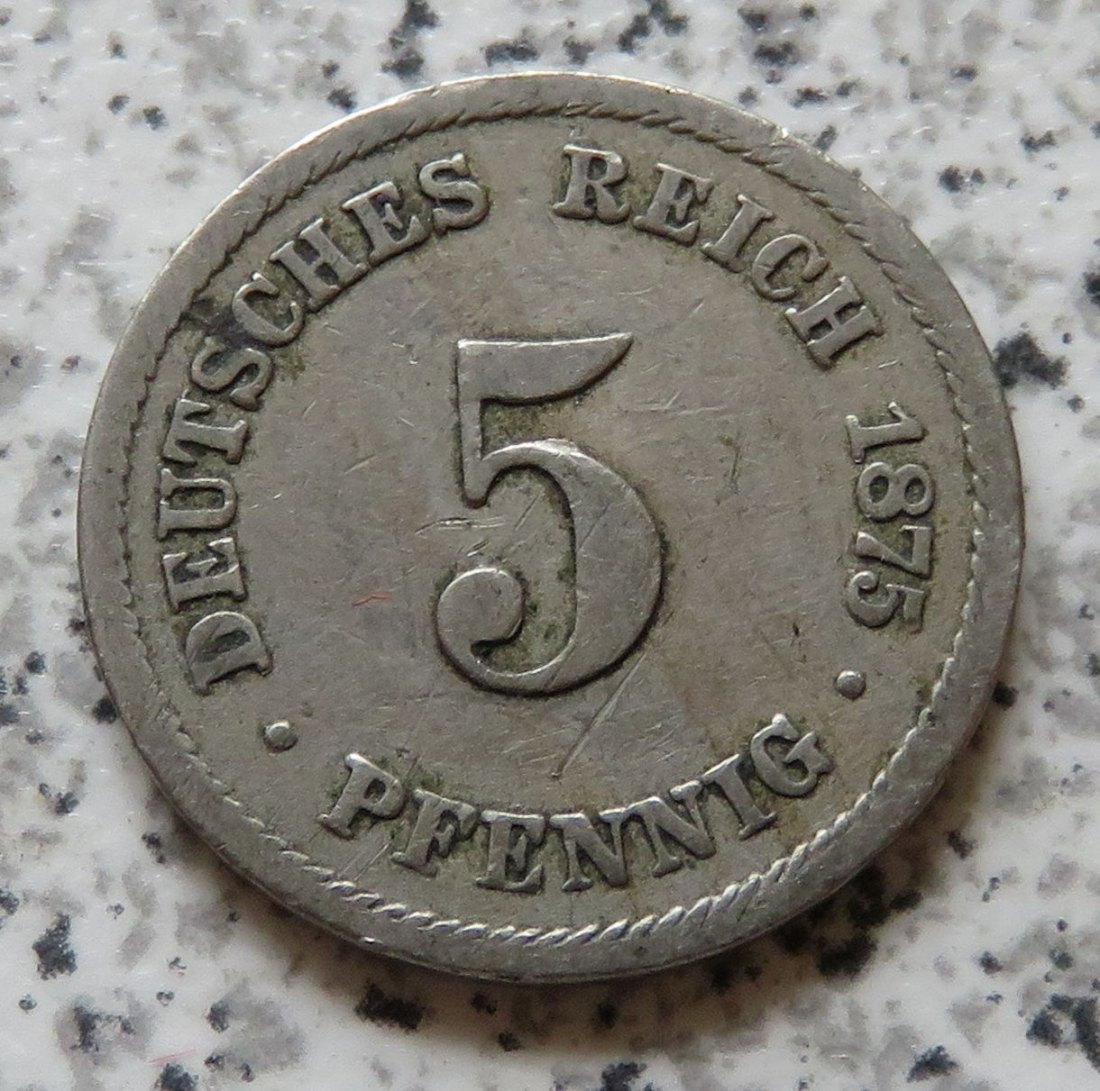 DEUTSCHES REICH 1875
5
PFENNIG